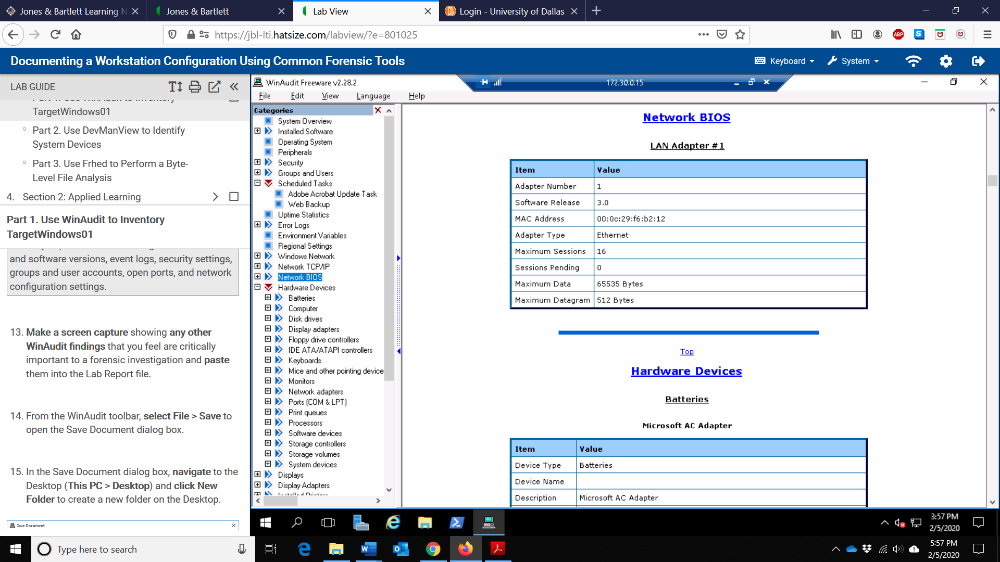 Jones & Bartlett Learning N
Jones & Bartlett
Lab View
Login - University of Dallas
https://jbl-lti.hatsize.com/labview/?e=801025
ABP
S
Documenting a Workstation Configuration Using Common Forensic Tools
Keyboard
System
LAB GUIDE
TargetWindows01
Part 2. Use DevManView to Identify
System Devices
Part 3. Use Frhed to Perform a Byte-
Level File Analysis
4. Section 2: Applied Learning
Part 1. Use WinAudit to Inventory
TargetWindows01
and software versions, event logs, security settings,
groups and user accounts, open ports, and network
configuration settings.
13. Make a screen capture showing any other
WinAudit findings that you feel are critically
important to a forensic investigation and paste
them into the Lab Report file.
14. From the WinAudit toolbar, select File > Save to
open the Save Document dialog box.
15. In the Save Document dialog box, navigate to the
Desktop (This PC > Desktop) and click New
Folder to create a new folder on the Desktop.
Save Document
WinAudit Freeware v2.28.2
172.30.0.15
File Edit View Language Help
Categories
System Overview
Installed Software
Operating System
Peripherals
Security
Groups and Users
Scheduled Tasks
Adobe Acrobat Update Task
Web Backup
Uptime Statistics
Error Logs
Environment Variables
Regional Settings
Windows Network
Network TCP/IP
Network BIOS
Hardware Devices
Batteries
Computer
Disk drives
Display adapters
Floppy drive controllers
IDE ATA/ATAPI controllers
Keyboards
Mice and other pointing device
Monitors
Network adapters
Ports (COM & LPT)
Print queues
Processors
Software devices
Storage controllers
Storage volumes
System devices
Displays
Display Adapters
Network BIOS
LAN Adapter #1
Item Value
Adapter Number 1
Software Release 3.0
MAC Address 00:0c:29:f6:b2:12
Adapter Type Ethernet
Maximum Sessions 16
Sessions Pending 0
Maximum Data 65535 Bytes
Maximum Datagram 512 Bytes
Top
Hardware Devices
Batteries
Microsoft AC Adapter
Item Value
Device Type Batteries
Device Name
Description Microsoft AC Adapter
3:57 PM
2/5/2020
Type here to search
5:57 PM
2/5/2020